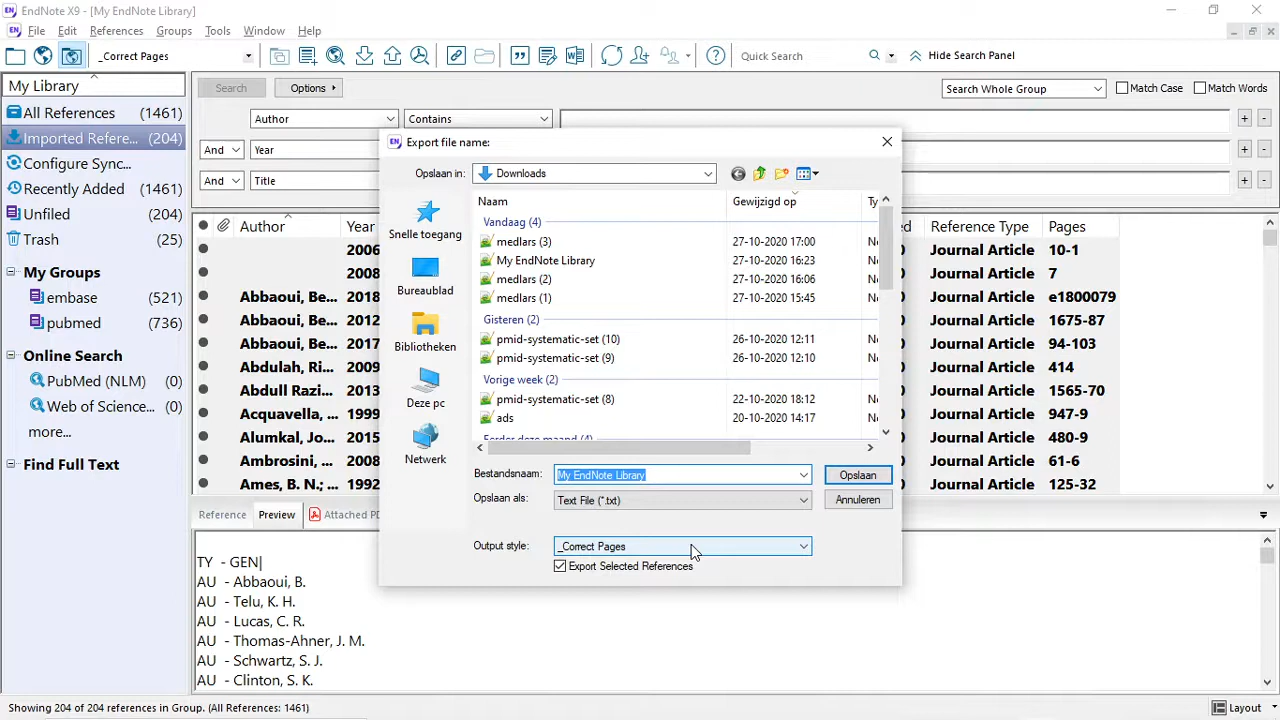 EndNote X9 - [My EndNote Library]
File Edit References Groups Tools Window Help
_Correct Pages
Quick Search
Hide Search Panel
My Library
All References (1461)
Imported Refere... (204)
Configure Sync...
Recently Added (1461)
Unfiled (204)
Trash (25)
My Groups
embase (521)
pubmed (736)
Online Search
PubMed (NLM) (0)
Web of Science... (0)
more...
Find Full Text
Search Options
Search Whole Group
Match Case
Match Words
Author Contains
And Year
And Title
Author Year
Reference Type Pages
2006 Journal Article 10-1
2008 Journal Article 7
Abbaoui, Be... 2018 Journal Article e1800079
Abbaoui, Be... 2012 Journal Article 1675-87
Abbaoui, Be... 2017 Journal Article 94-103
Abdulah, Ri... 2009 Journal Article 414
Abdull Razi... 2013 Journal Article 1565-70
Acquavella, ... 1999 Journal Article 947-9
Alumkal, Jo... 2015 Journal Article 480-9
Ambrosini, ... 2008 Journal Article 61-6
Ames, B. N.; ... 1992 Journal Article 125-32
Export file name:
Opslaan in: Downloads
Snelle toegang
Bureaublad
Bibliotheken
Deze pc
Netwerk
Naam Gewijzigd op Ty
Vandaag (4)
medlars (3) 27-10-2020 17:00
My EndNote Library 27-10-2020 16:23
medlars (2) 27-10-2020 16:06
medlars (1) 27-10-2020 15:45
Gisteren (2)
pmid-systematic-set (10) 26-10-2020 12:11
pmid-systematic-set (9) 26-10-2020 12:10
Vorige week (2)
pmid-systematic-set (8) 22-10-2020 18:12
ads 20-10-2020 14:17
Eerder deze maand (4)
Bestandsnaam: My EndNote Library Opslaan
Opslaan als: Text File (*.txt) Annuleren
Output style: _Correct Pages
Export Selected References
Reference Preview Attached PD
TY - GEN
AU - Abbaoui, B.
AU - Telu, K. H.
AU - Lucas, C. R.
AU - Thomas-Ahner, J. M.
AU - Schwartz, S. J.
AU - Clinton, S. K.
Showing 204 of 204 references in Group. (All References: 1461)
Layout